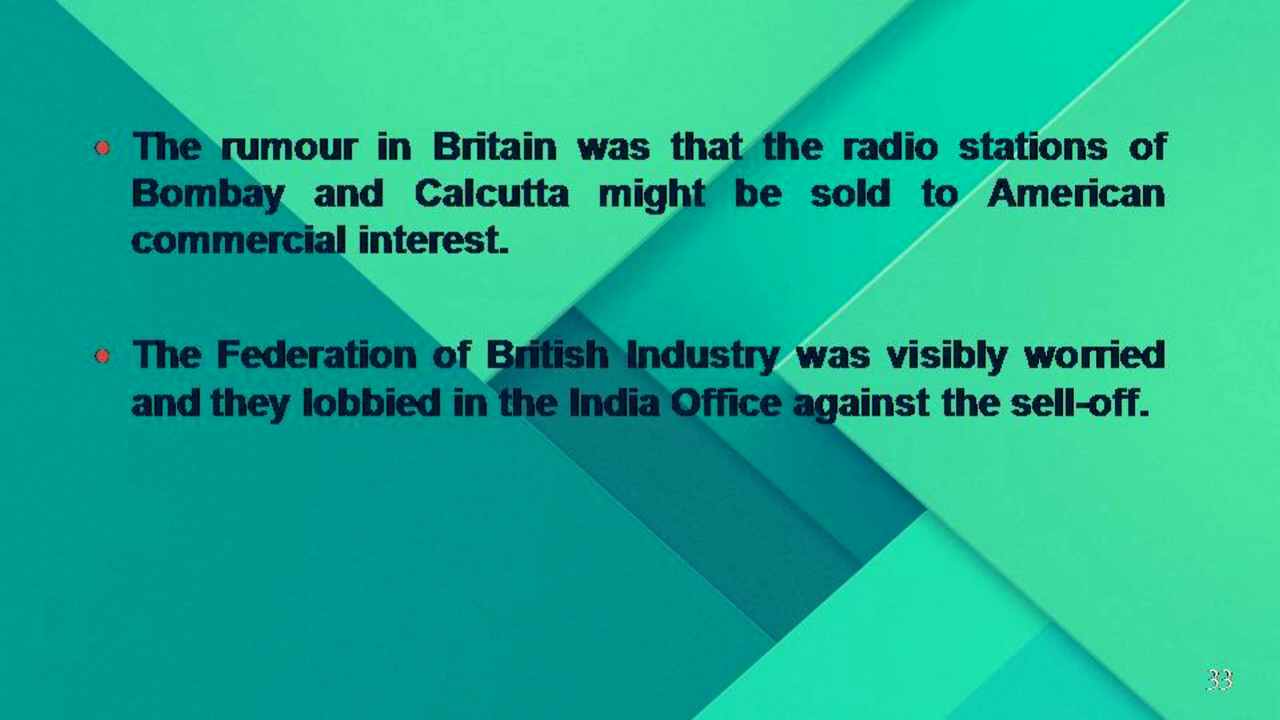 • The rumour in Britain was that the radio stations of
Bombay and Calcutta might be sold to American
commercial interest.
• The Federation of British Industry was visibly worried
and they lobbied in the India Office against the sell-off.
33